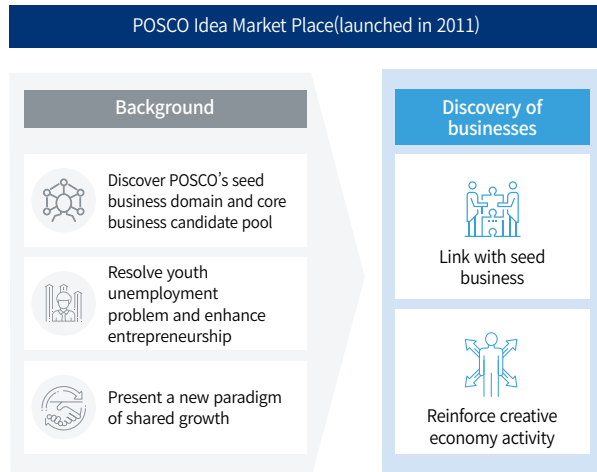 POSCO Idea Market Place(launched in 2011)
Background
Discover POSCO's seed
business domain and core
business candidate pool
Resolve youth
unemployment
problem and enhance
entrepreneurship
Present a new paradigm
of shared growth
Discovery of
businesses
Link with seed
business
Reinforce creative
economy activity